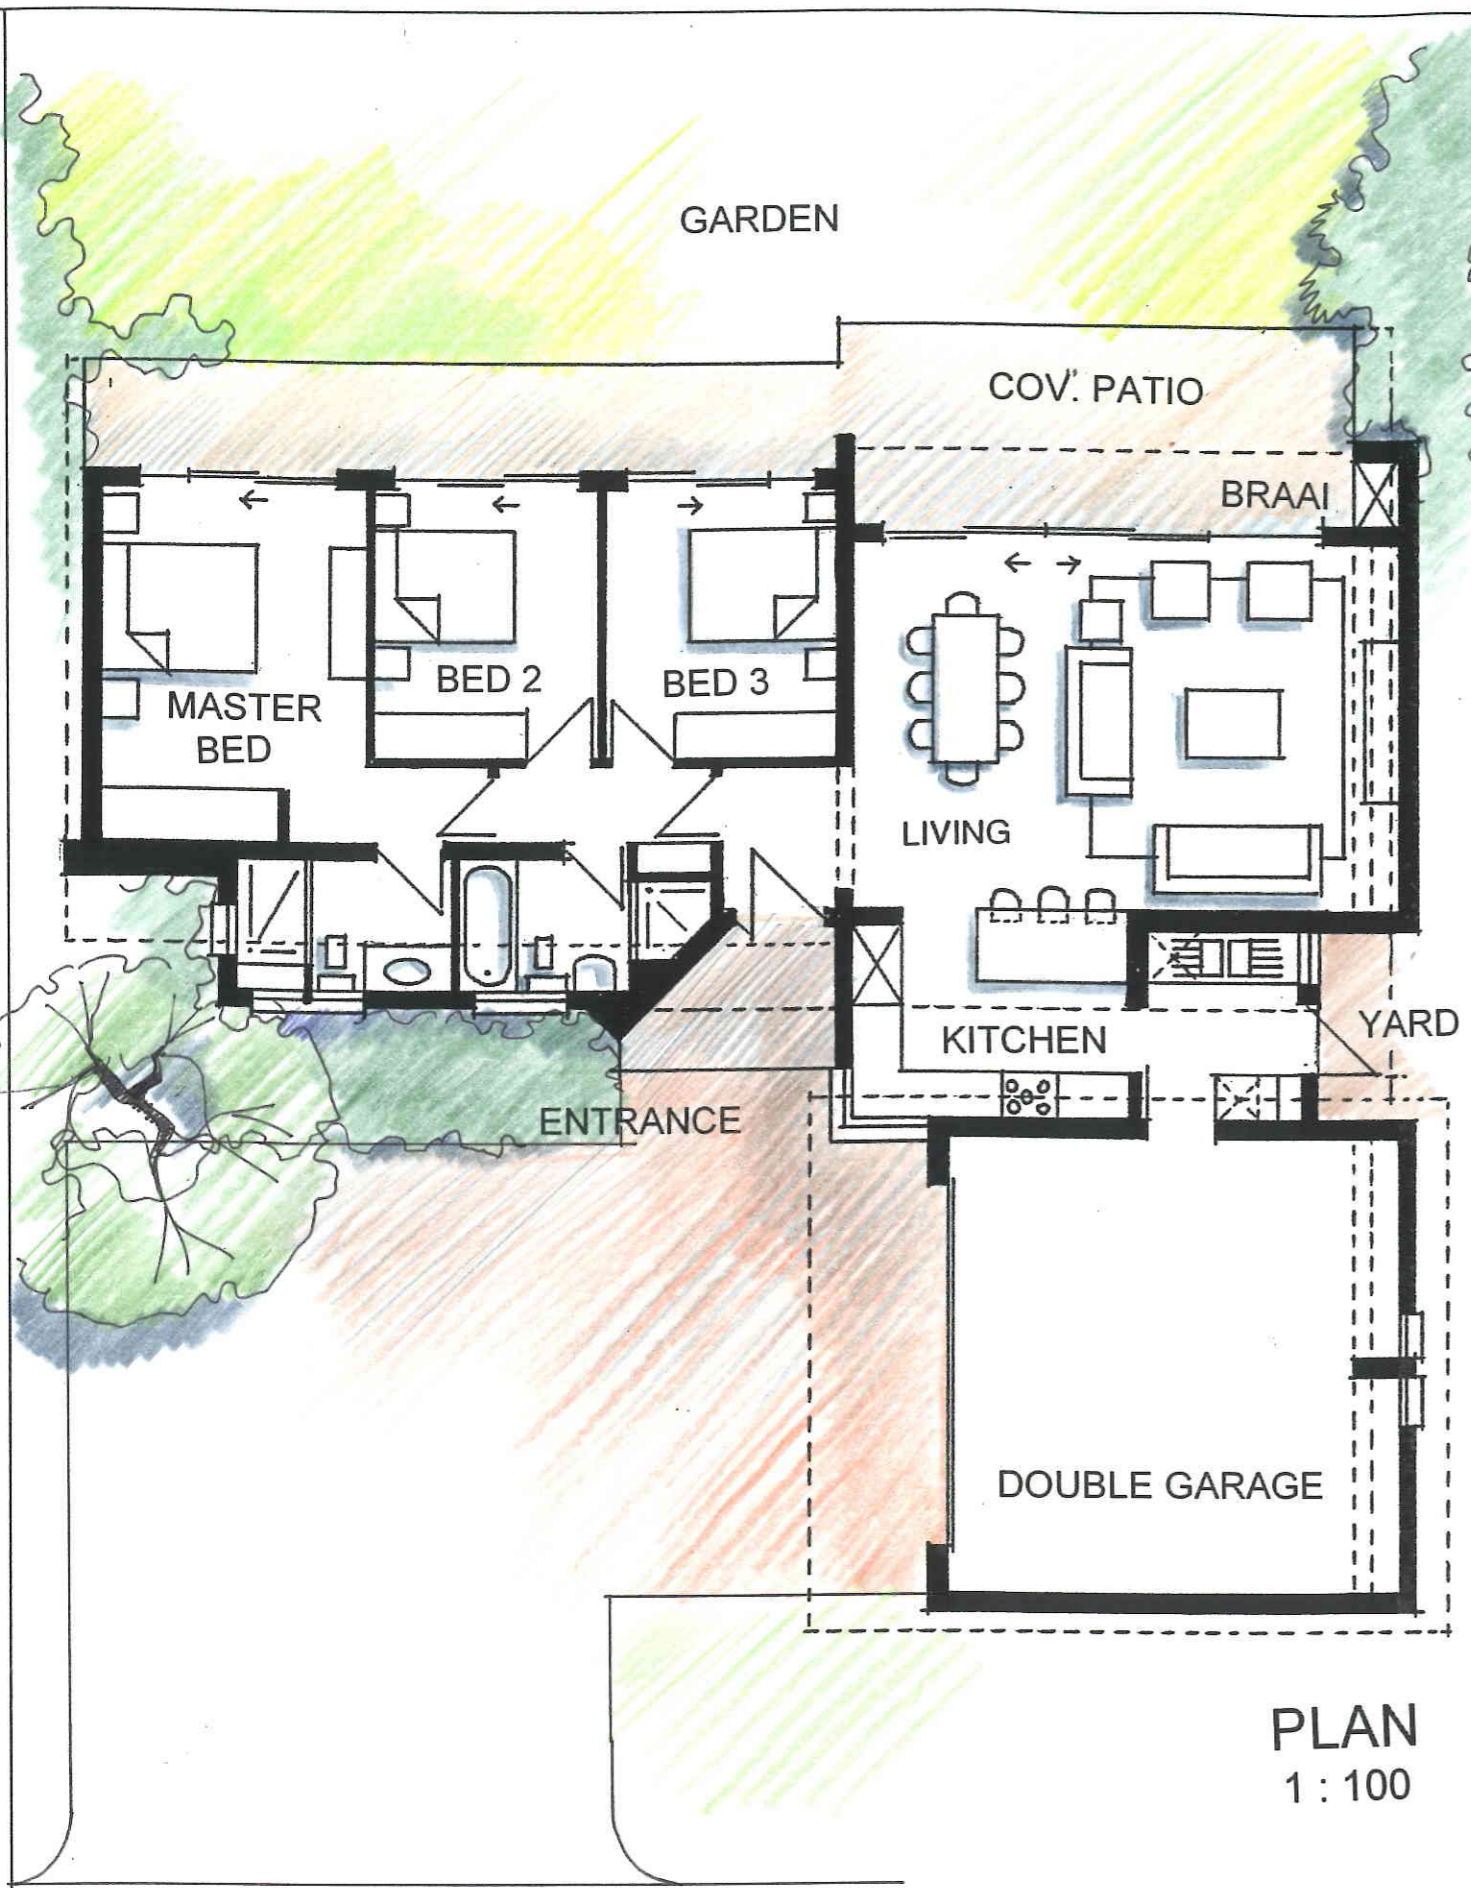 GARDEN
COV'. PATIO
BRAAI
BED 2
BED 3
MASTER
BED
LIVING
YARD
KITCHEN
ENTRANCE
DOUBLE GARAGE
PLAN
1 : 100